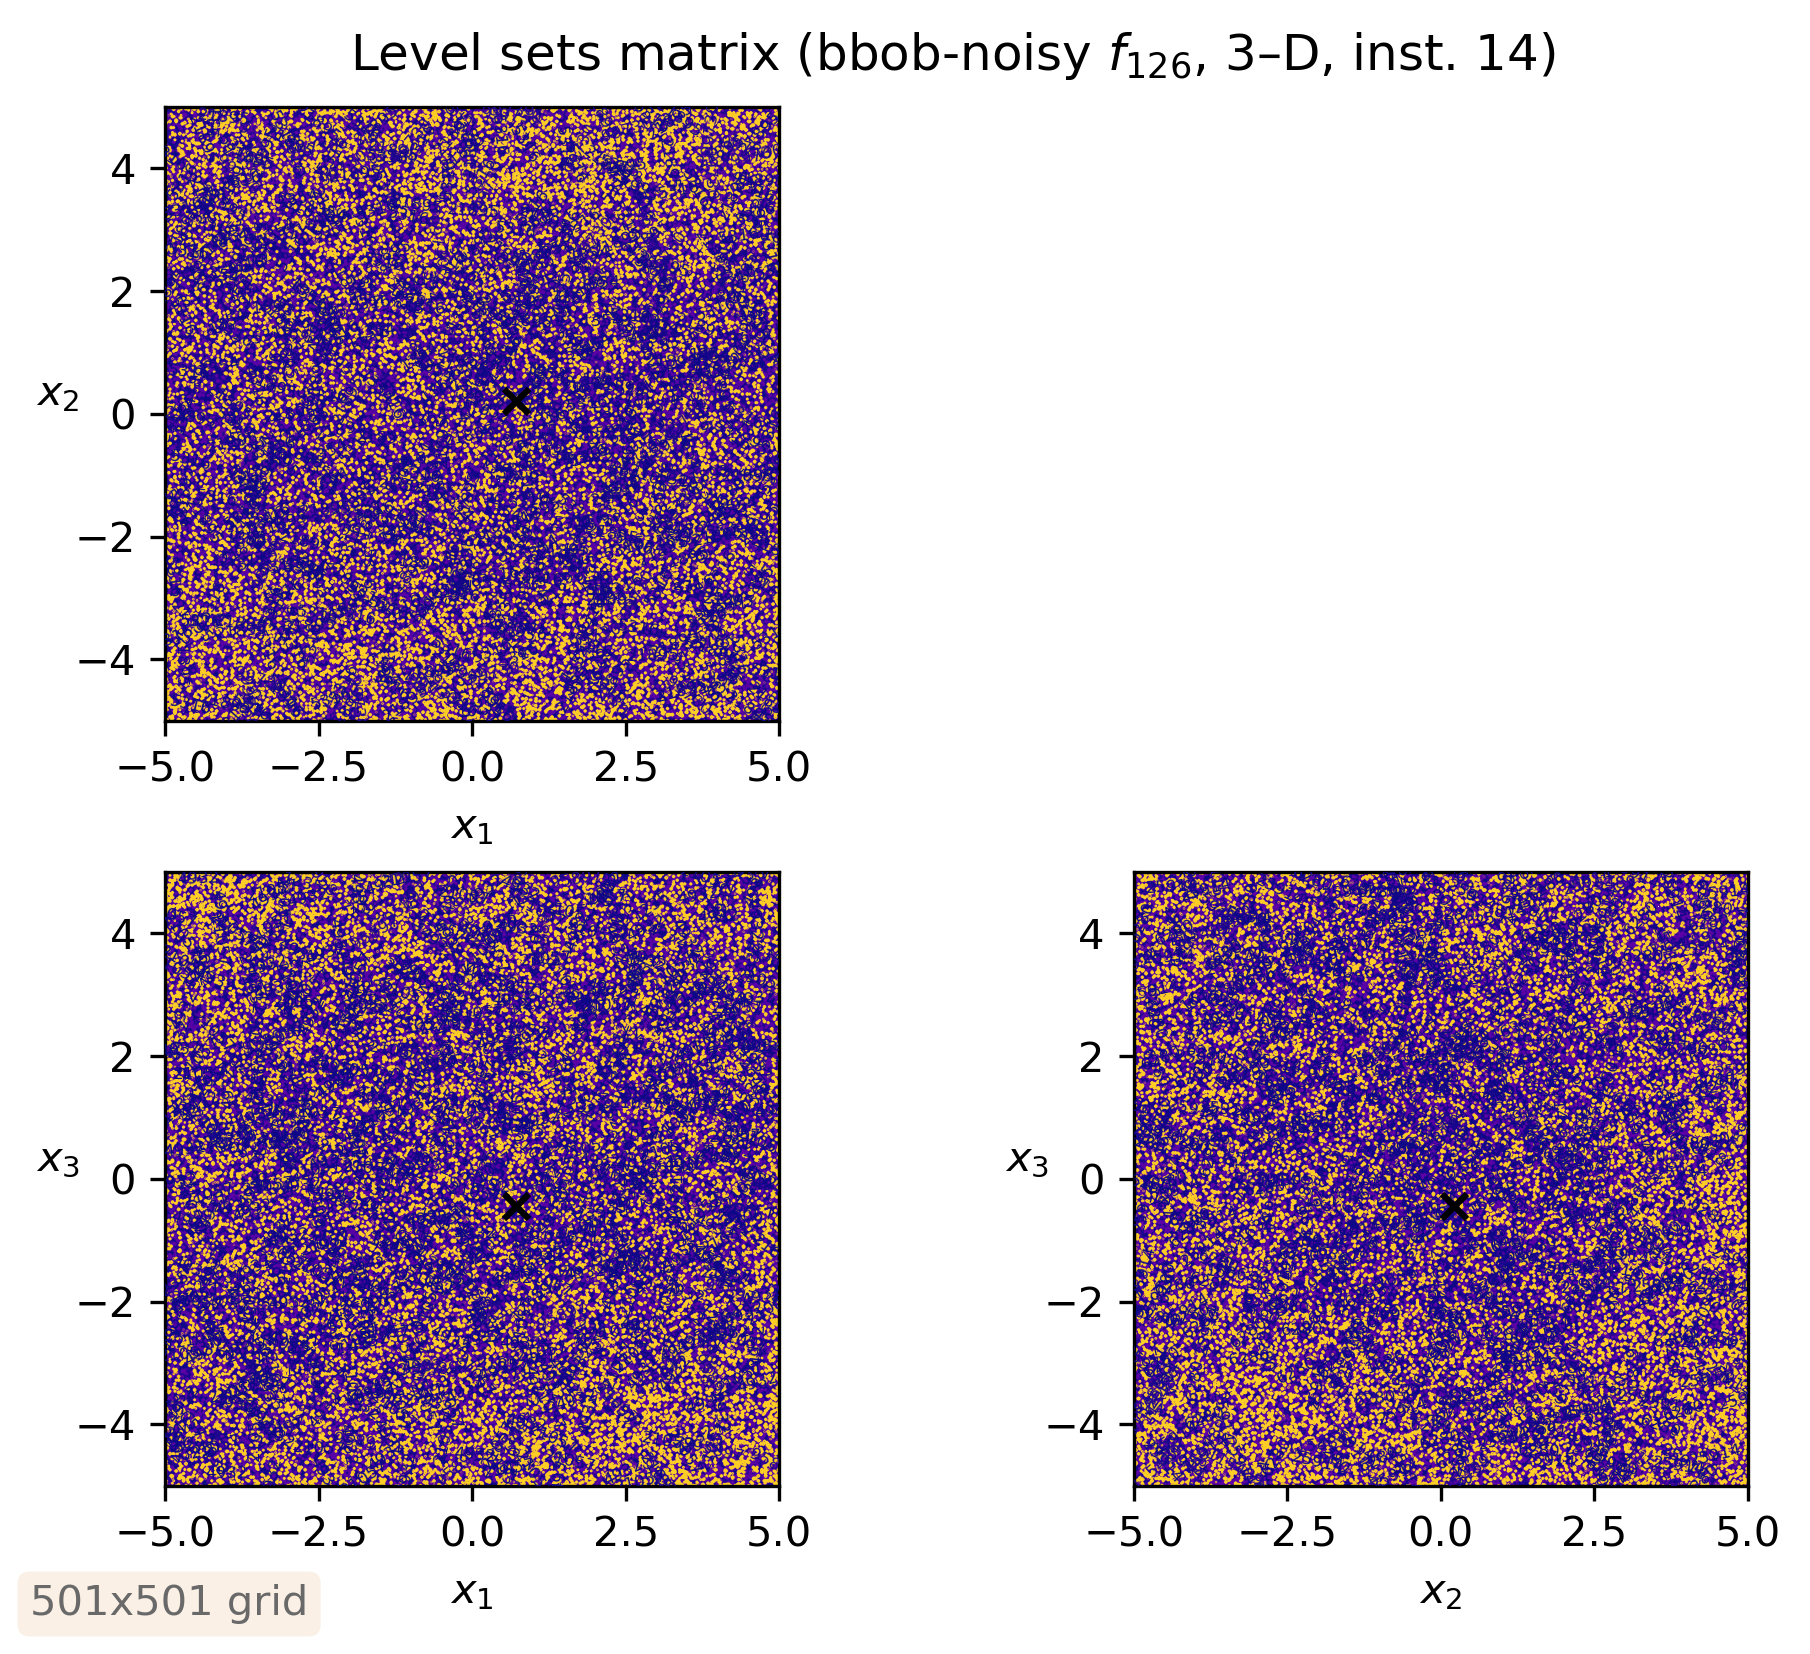 Level sets matrix (bbob-noisy f126, 3–D, inst. 14)
4
2
x2 0
−2
−4
−5.0 −2.5 0.0 2.5 5.0
x1
4 4
2 2
x3 0 x3 0
−2 −2
−4 −4
−5.0 −2.5 0.0 2.5 5.0 −5.0 −2.5 0.0 2.5 5.0
501x501 grid x1 x2